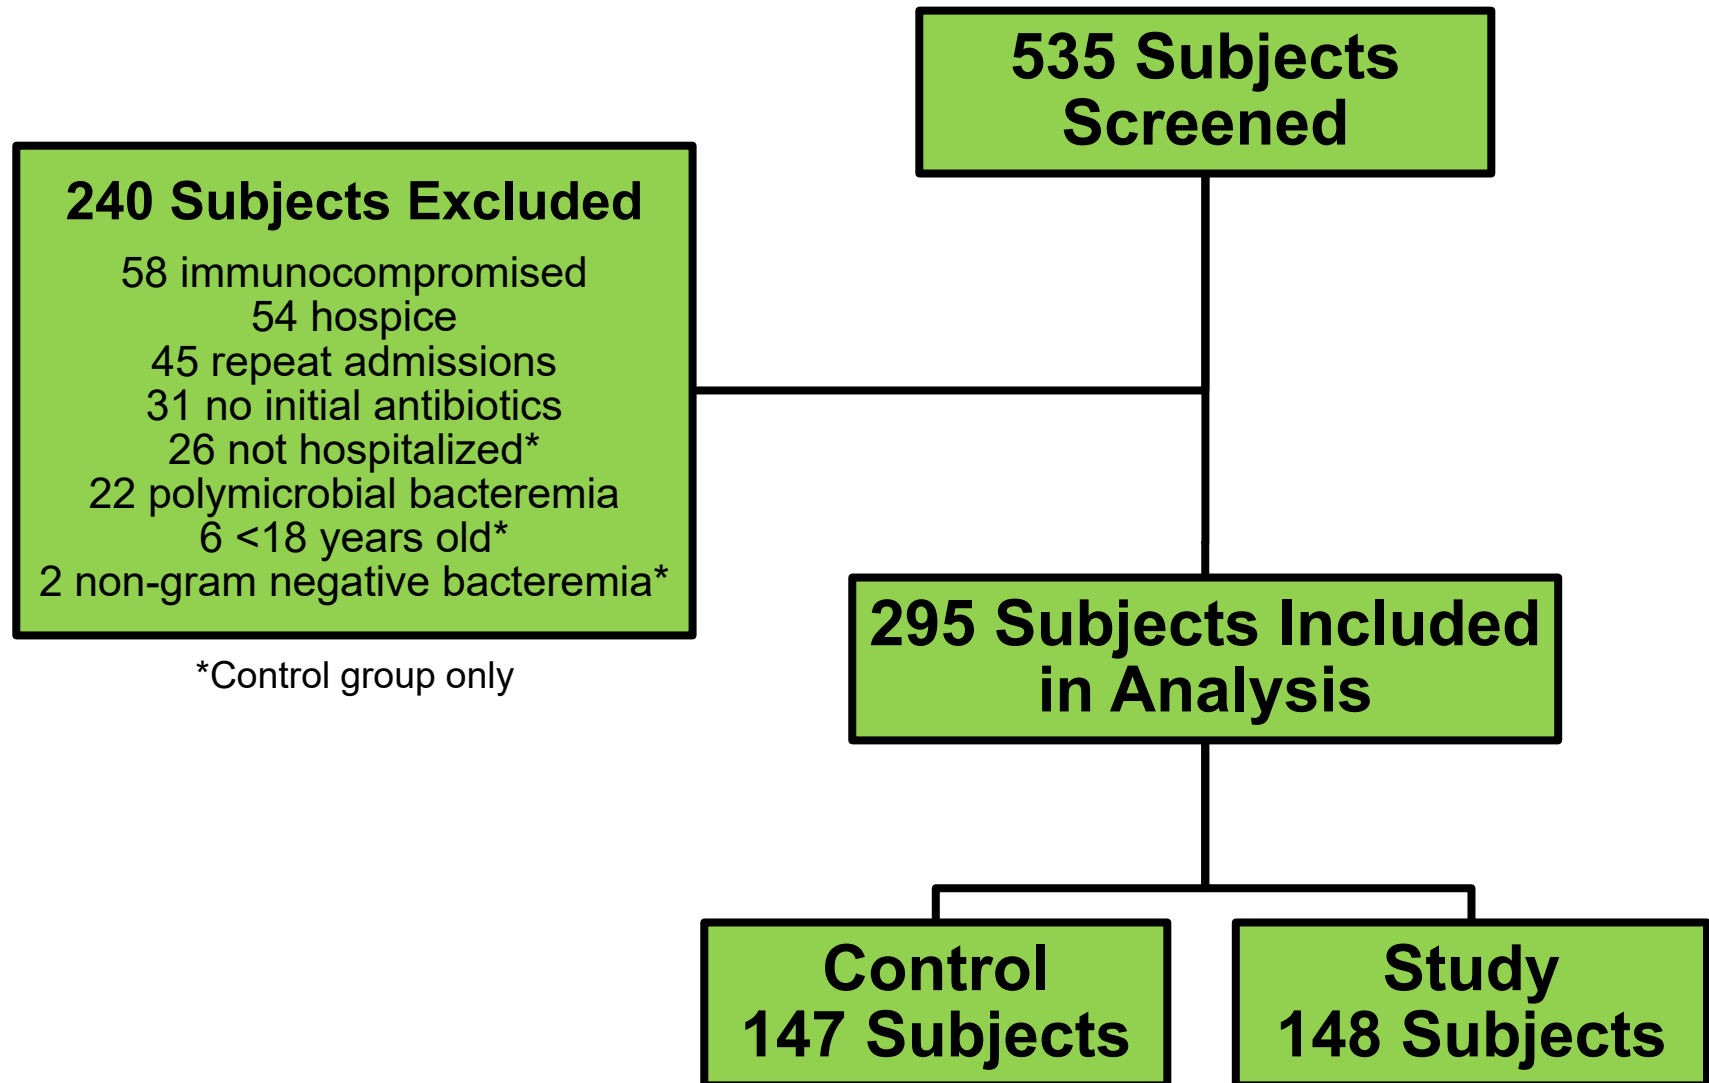 535 Subjects
Screened
240 Subjects Excluded
58 immunocompromised
54 hospice
45 repeat admissions
31 no initial antibiotics
26 not hospitalized*
22 polymicrobial bacteremia
6 <18 years old*
2 non-gram negative bacteremia*
*Control group only
295 Subjects Included
in Analysis
Control
147 Subjects
Study
148 Subjects